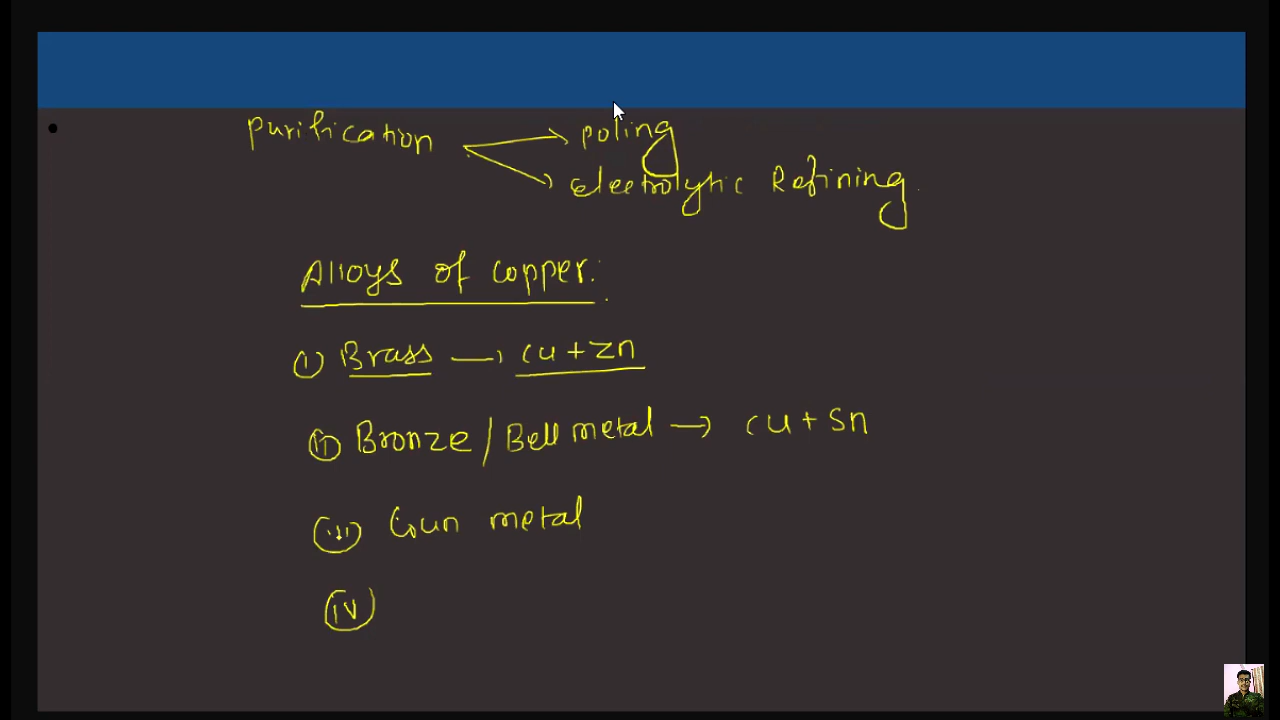 Purification → poling
→ electrolytic Refining
Alloys of copper:
(i) Brass → Cu + Zn
(ii) Bronze / Bell metal → Cu + Sn
(iii) Gun metal
(iv)